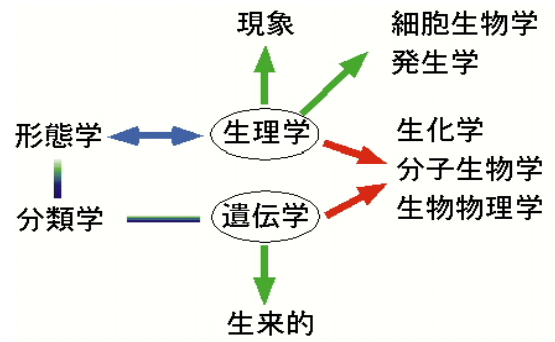 現象
細胞生物学
発生学
形態学
生理学
生化学
分子生物学
生物物理学
分類学
遺伝学
生来的